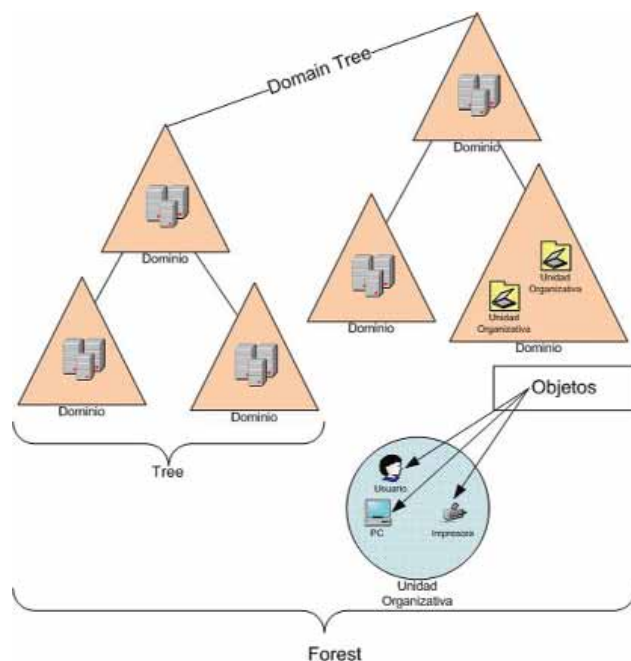 Domain Tree
Dominio
Dominio
Dominio
Dominio
Dominio
Unidad
Organizativa
Unidad
Organizativa
Dominio
Tree
Objetos
Usuario
PC
Impresora
Unidad
Organizativa
Forest